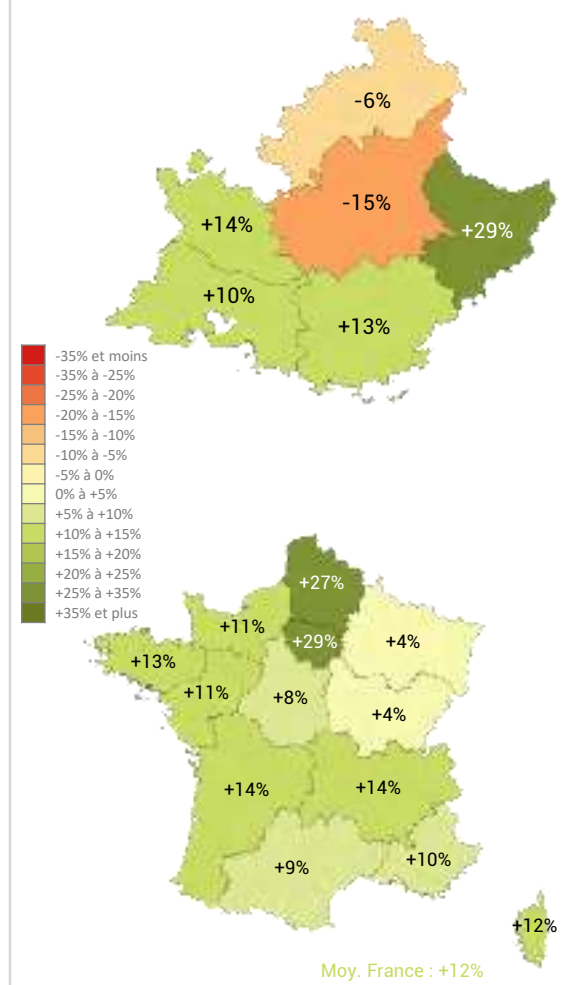 -6%
-15%
+14%
+29%
+10%
+13%
-35% et moins
-35% à -25%
-25% à -20%
-20% à -15%
-15% à -10%
-10% à -5%
-5% à 0%
0% à +5%
+5% à +10%
+10% à +15%
+15% à +20%
+20% à +25%
+25% à +35%
+35% et plus
+27%
+11%
+29%
+4%
+13%
+11%
+8%
+4%
+14%
+14%
+9%
+10%
+12%
Moy. France : +12%